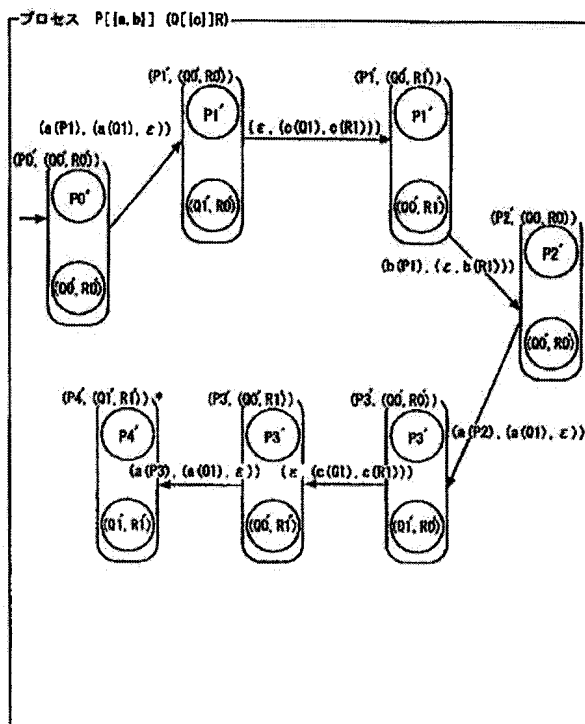 プロセス P[{a,b}] (Q[{c}]R)
(P1', (Q0', R0'))
(P1', (Q0', R1'))
P1'
P1'
(a(P1), (a(Q1), ε))
(ε, (c(Q1), c(R1)))
(P0', (Q0', R0'))
P0'
(Q1', R0')
(Q0', R1')
(P2', (Q0', R0'))
P2'
(b(P1), (ε, b(R1)))
(Q0', R0')
(Q0', R0')
(P4', (Q1', R1')) *
(P3', (Q0', R1'))
(P3', (Q0', R0'))
P4'
P3'
P3'
(a(P2), (a(Q1), ε))
(a(P3), (a(Q1), ε))
(ε, (c(Q1), c(R1)))
(Q1', R1')
(Q0', R1')
(Q1', R0')